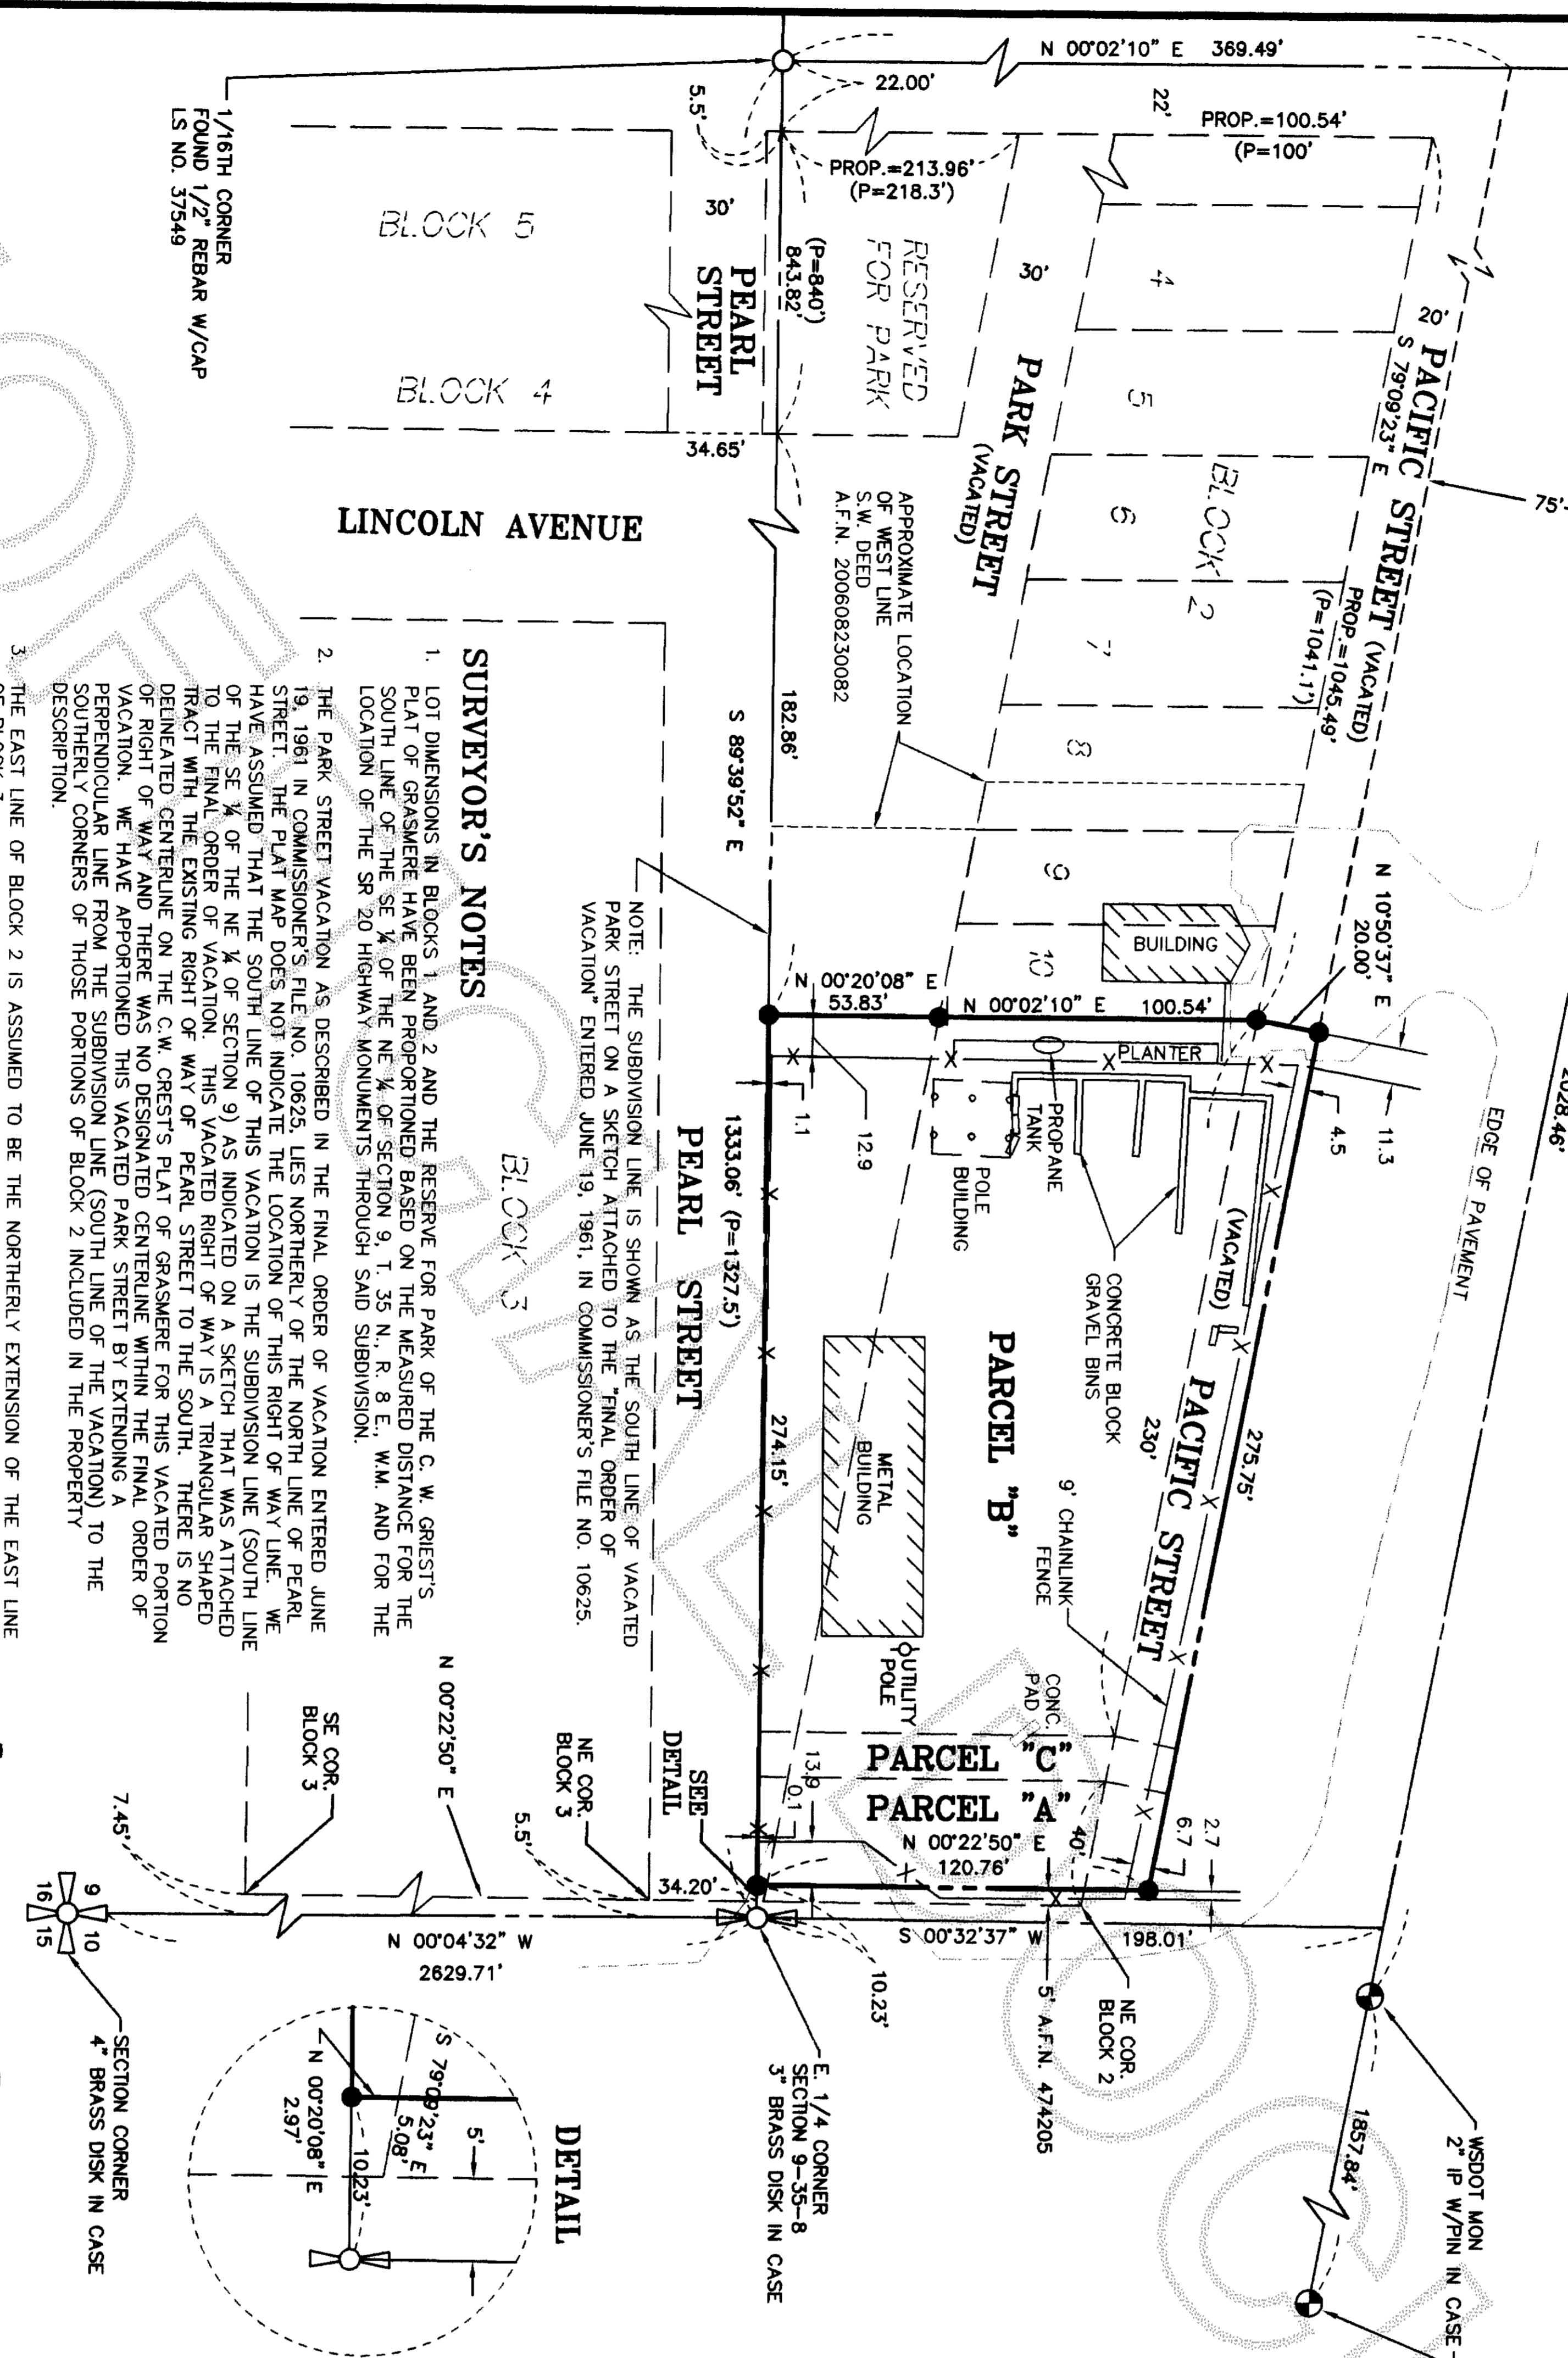 N 00°02'10" E 369.49'
22.00'
5.5'
22'
PROP.=100.54'
(P=100')
PROP.=213.96'
(P=218.3')
1/16TH CORNER
FOUND 1/2" REBAR W/CAP
LS NO. 37549
BLOCK 5
30'
PEARL
STREET
(P=840')
843.82'
RESERVED
FOR PARK
30'
PARK STREET
(VACATED)
4
5
6
7
8
9
10
BLOCK 2
20'
PACIFIC STREET (VACATED)
S 79°09'23" E
PROP.=1045.49'
(P=1041.1')
75'
BLOCK 4
34.65'
LINCOLN AVENUE
APPROXIMATE LOCATION
OF WEST LINE
S.W. DEED
A.F.N. 200608230082
182.86'
S 89°39'52" E
N 10°50'37" E
20.00'
2028.46'
EDGE OF PAVEMENT
BUILDING
N 00°20'08" E
53.83'
N 00°02'10" E 100.54'
PLANTER
PROPANE
TANK
POLE
BUILDING
CONCRETE BLOCK
GRAVEL BINS
1.1
12.9
4.5
11.3
(VACATED)
PACIFIC STREET
275.75'
230'
PARCEL "B"
METAL
BUILDING
9' CHAINLINK
FENCE
274.15'
1333.06' (P=1327.5')
PEARL STREET
NOTE: THE SUBDIVISION LINE IS SHOWN AS THE SOUTH LINE OF VACATED
PARK STREET ON A SKETCH ATTACHED TO THE "FINAL ORDER OF
VACATION" ENTERED JUNE 19, 1961, IN COMMISSIONER'S FILE NO. 10625.
BLOCK 3
SURVEYOR'S NOTES
1. LOT DIMENSIONS IN BLOCKS 1 AND 2 AND THE RESERVE FOR PARK OF THE C. W. GRIEST'S
PLAT OF GRASMERE HAVE BEEN PROPORTIONED BASED ON THE MEASURED DISTANCE FOR THE
SOUTH LINE OF THE SE ¼ OF THE NE ¼ OF SECTION 9, T. 35 N., R. 8 E., W.M. AND FOR THE
LOCATION OF THE SR 20 HIGHWAY MONUMENTS THROUGH SAID SUBDIVISION.
2. THE PARK STREET VACATION AS DESCRIBED IN THE FINAL ORDER OF VACATION ENTERED JUNE
19, 1961 IN COMMISSIONER'S FILE NO. 10625, LIES NORTHERLY OF THE NORTH LINE OF PEARL
STREET. THE PLAT MAP DOES NOT INDICATE THE LOCATION OF THIS RIGHT OF WAY LINE. WE
HAVE ASSUMED THAT THE SOUTH LINE OF THIS VACATION IS THE SUBDIVISION LINE (SOUTH LINE
OF THE SE ¼ OF THE NE ¼ OF SECTION 9) AS INDICATED ON A SKETCH THAT WAS ATTACHED
TO THE FINAL ORDER OF VACATION. THIS VACATED RIGHT OF WAY IS A TRIANGULAR SHAPED
TRACT WITH THE EXISTING RIGHT OF WAY OF PEARL STREET TO THE SOUTH. THERE IS NO
DELINEATED CENTERLINE ON THE C.W. CREST'S PLAT OF GRASMERE FOR THIS VACATED PORTION
OF RIGHT OF WAY AND THERE WAS NO DESIGNATED CENTERLINE WITHIN THE FINAL ORDER OF
VACATION. WE HAVE APPORTIONED THIS VACATED PARK STREET BY EXTENDING A
PERPENDICULAR LINE FROM THE SUBDIVISION LINE (SOUTH LINE OF THE VACATION) TO THE
SOUTHERLY CORNERS OF THOSE PORTIONS OF BLOCK 2 INCLUDED IN THE PROPERTY
DESCRIPTION.
3. THE EAST LINE OF BLOCK 2 IS ASSUMED TO BE THE NORTHERLY EXTENSION OF THE EAST LINE
UTILITY
POLE
CONC.
PAD
PARCEL "C"
PARCEL "A"
13.9
0.1
N 00°22'50" E
120.76'
40'
6.7
2.7
SEE
DETAIL
34.20'
NE COR.
BLOCK 3
5.5'
N 00°22'50" E
SE COR.
BLOCK 3
7.45'
9 10
16 15
N 00°04'32" W
2629.71'
SECTION CORNER
4" BRASS DISK IN CASE
S 00°32'37" W 198.01'
10.23'
5' A.F.N. 474205
NE COR.
BLOCK 2
E. 1/4 CORNER
SECTION 9-35-8
3" BRASS DISK IN CASE
WSDOT MON
2" IP W/PIN IN CASE
1857.84'
DETAIL
S 79°09'23" E
5.08'
5'
10.23'
N 00°20'08" E
2.97'